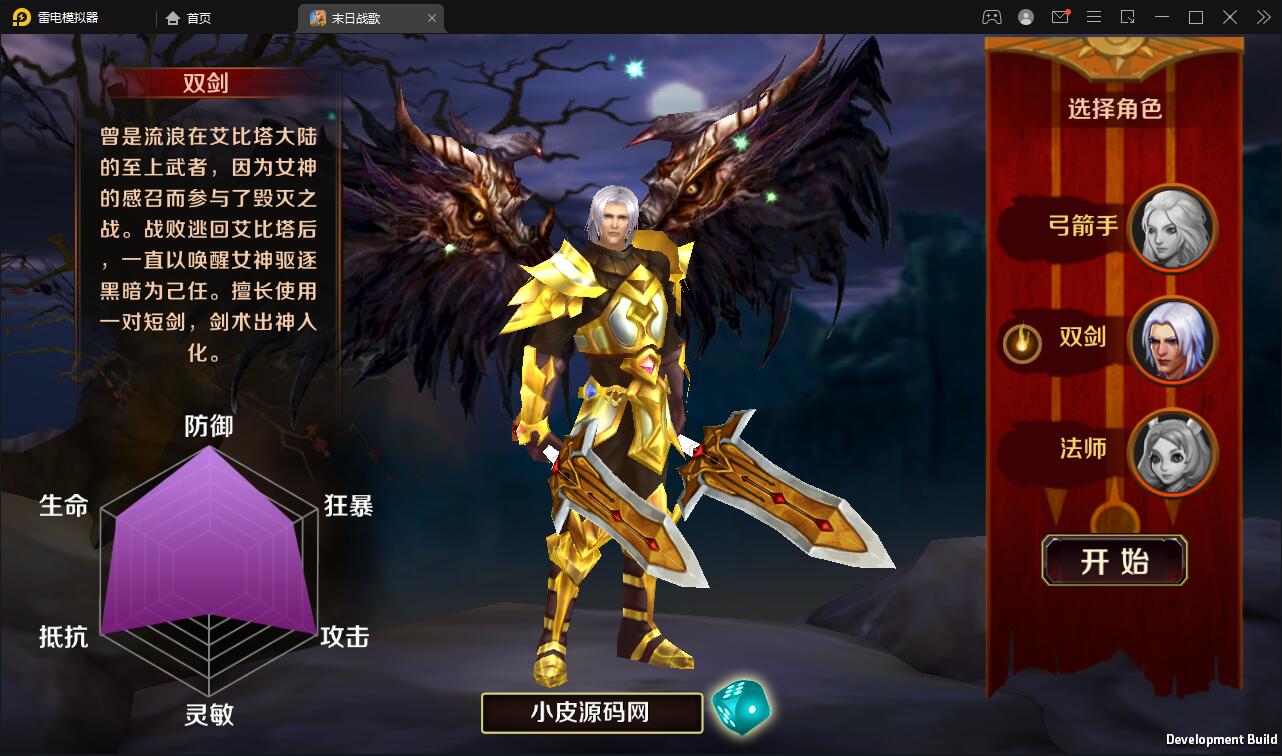 雷电模拟器
首页
末日战歌
双剑
曾是流浪在艾比塔大陆
的至上武者，因为女神
的感召而参与了毁灭之
战。战败逃回艾比塔后
，一直以唤醒女神驱逐
黑暗为己任。擅长使用
一对短剑，剑术出神入
化。
防御
生命
狂暴
抵抗
攻击
灵敏
选择角色
弓箭手
双剑
法师
开始
小皮源码网
Development Build